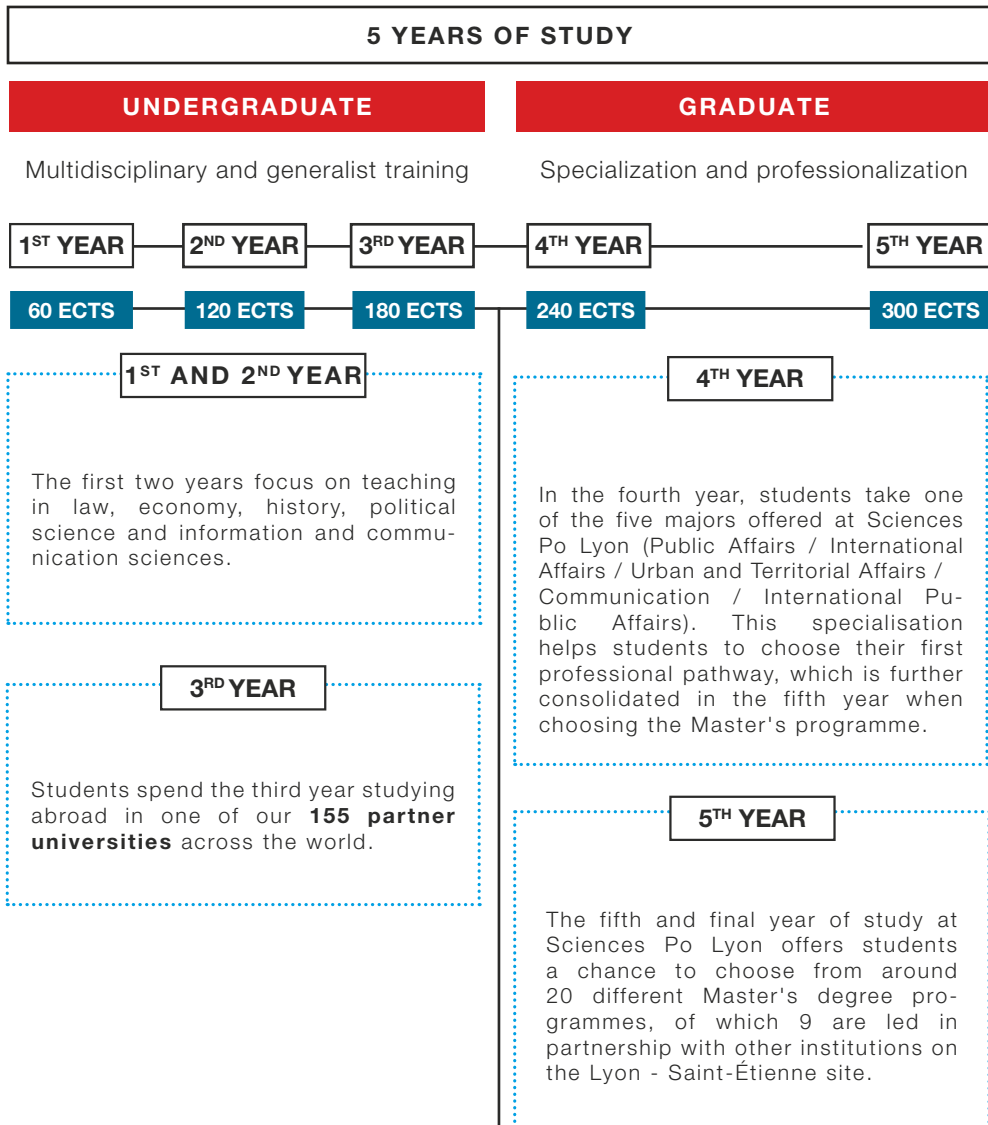 5 YEARS OF STUDY
UNDERGRADUATE
GRADUATE
Multidisciplinary and generalist training
Specialization and professionalization
1ST YEAR
2ND YEAR
3RD YEAR
4TH YEAR
5TH YEAR
60 ECTS
120 ECTS
180 ECTS
240 ECTS
300 ECTS
1ST AND 2ND YEAR
The first two years focus on teaching
in law, economy, history, political
science and information and commu-
nication sciences.
3RD YEAR
Students spend the third year studying
abroad in one of our 155 partner
universities across the world.
4TH YEAR
In the fourth year, students take one
of the five majors offered at Sciences
Po Lyon (Public Affairs / International
Affairs / Urban and Territorial Affairs /
Communication / International Pu-
blic Affairs). This specialisation
helps students to choose their first
professional pathway, which is further
consolidated in the fifth year when
choosing the Master's programme.
5TH YEAR
The fifth and final year of study at
Sciences Po Lyon offers students
a chance to choose from around
20 different Master's degree pro-
grammes, of which 9 are led in
partnership with other institutions on
the Lyon - Saint-Étienne site.